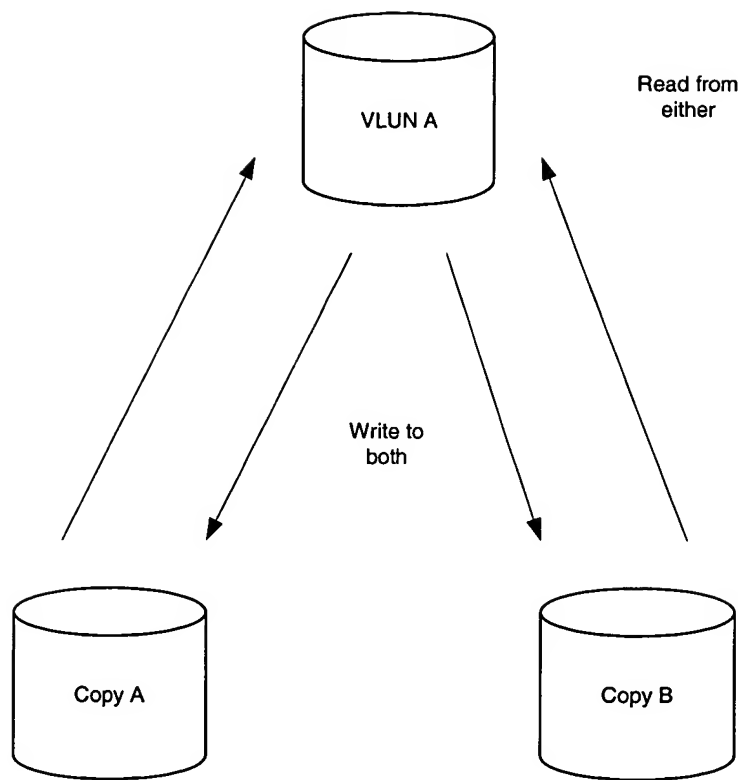 VLUN A
Read from
either
Write to
both
Copy A
Copy B